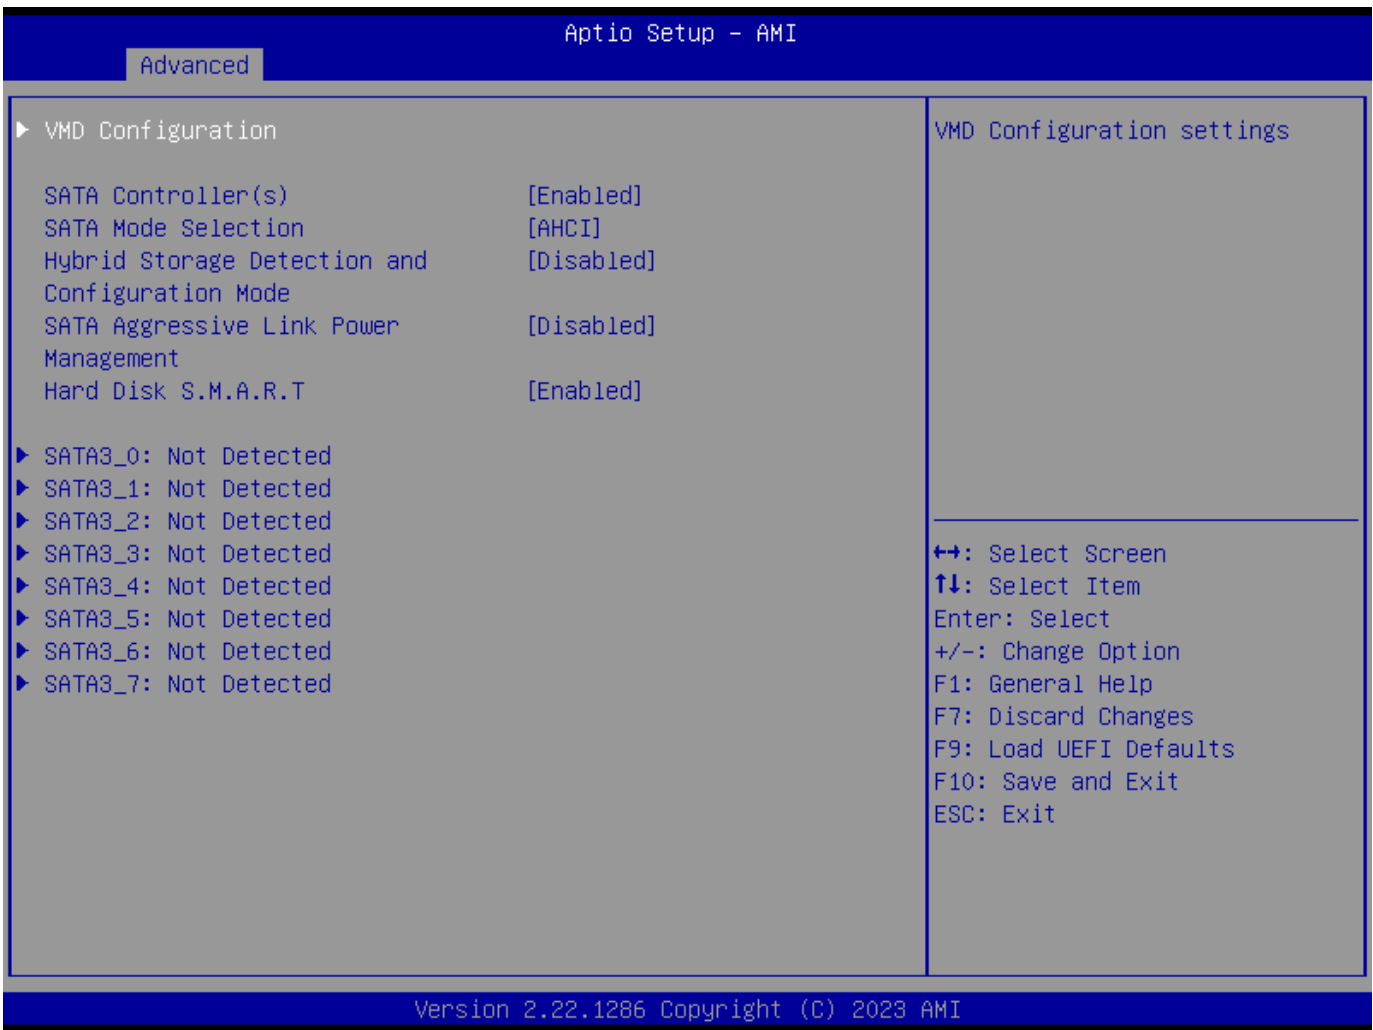 Aptio Setup - AMI
Advanced
VMD Configuration
SATA Controller(s) [Enabled]
SATA Mode Selection [AHCI]
Hybrid Storage Detection and [Disabled]
Configuration Mode
SATA Aggressive Link Power [Disabled]
Management
Hard Disk S.M.A.R.T [Enabled]
SATA3_0: Not Detected
SATA3_1: Not Detected
SATA3_2: Not Detected
SATA3_3: Not Detected
SATA3_4: Not Detected
SATA3_5: Not Detected
SATA3_6: Not Detected
SATA3_7: Not Detected
VMD Configuration settings
↔: Select Screen
↑↓: Select Item
Enter: Select
+/-: Change Option
F1: General Help
F7: Discard Changes
F9: Load UEFI Defaults
F10: Save and Exit
ESC: Exit
Version 2.22.1286 Copyright (C) 2023 AMI